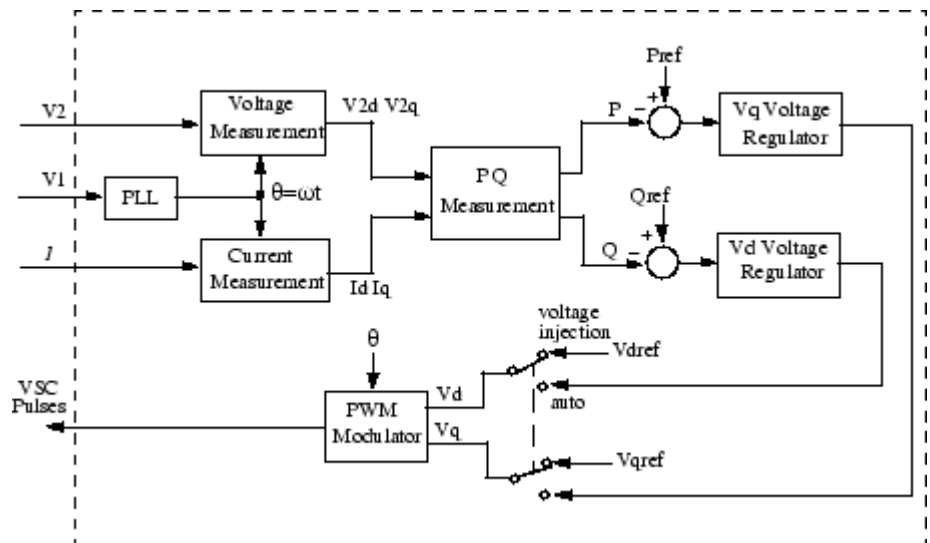 Pref
V2
Voltage
Measurement
V2d V2q
P
−
+
Vq Voltage
Regulator
V1
PLL
θ=ωt
PQ
Measurement
Qref
I
Current
Measurement
Id Iq
Q
−
+
Vd Voltage
Regulator
voltage
injection
θ
Vdref
VSC
Pulses
PWM
Modulator
Vd
auto
Vq
Vqref